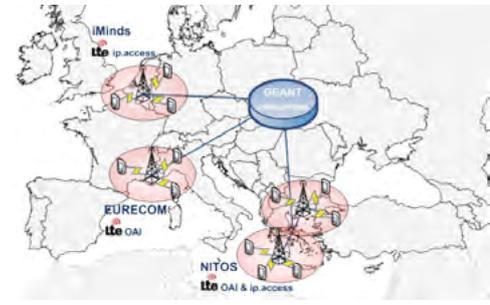 iMinds
lte ip.access
GEANT
EURECOM
lte OAI
NITOS
lte OAI & ip.access